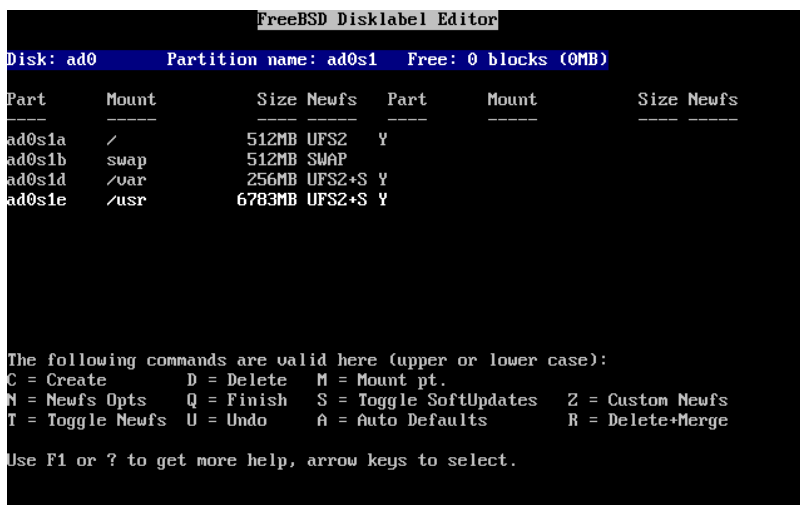 FreeBSD Disklabel Editor
Disk: ad0 Partition name: ad0s1 Free: 0 blocks (0MB)
Part Mount Size Newfs Part Mount Size Newfs
---- ----- ---- ----- ---- ----- ---- -----
ad0s1a / 512MB UFS2 Y
ad0s1b swap 512MB SWAP
ad0s1d /var 256MB UFS2+S Y
ad0s1e /usr 6783MB UFS2+S Y
The following commands are valid here (upper or lower case):
C = Create D = Delete M = Mount pt.
N = Newfs Opts Q = Finish S = Toggle SoftUpdates Z = Custom Newfs
T = Toggle Newfs U = Undo A = Auto Defaults R = Delete+Merge
Use F1 or ? to get more help, arrow keys to select.